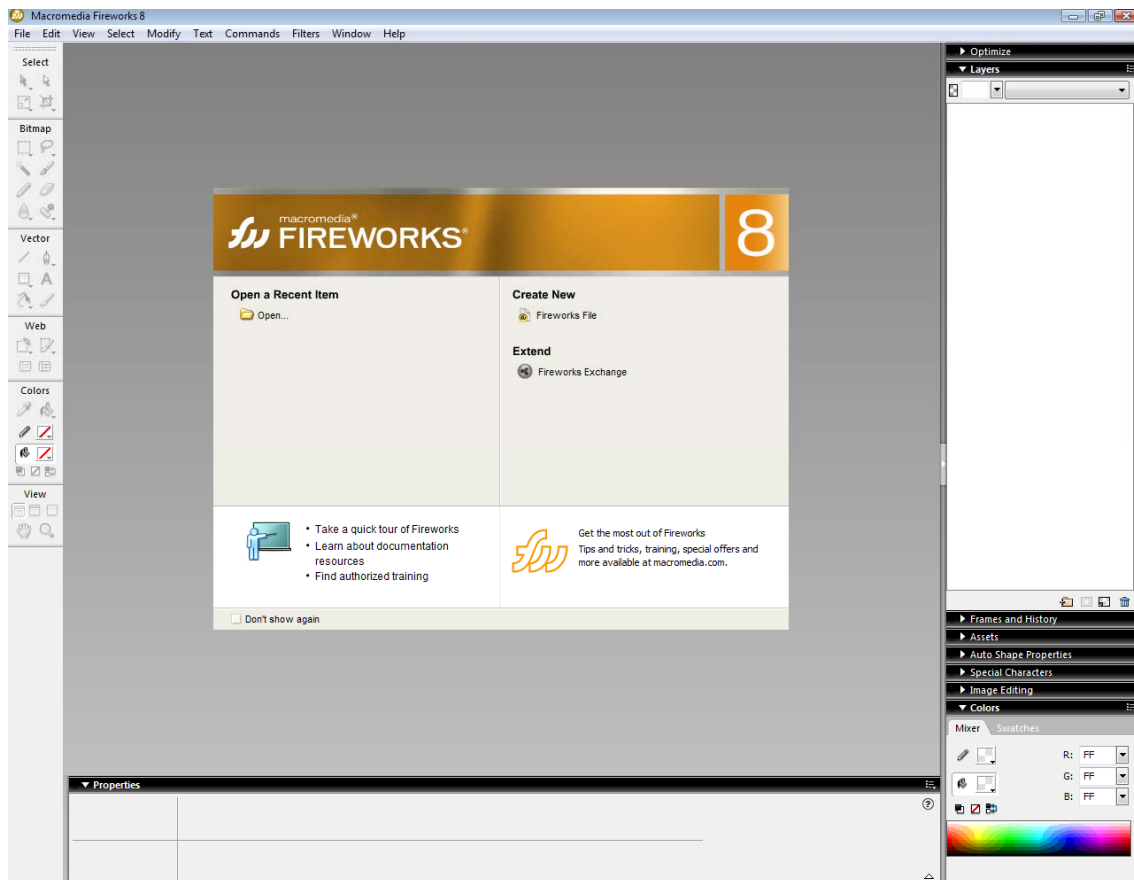 Macromedia Fireworks 8
File Edit View Select Modify Text Commands Filters Window Help
Select
Bitmap
Vector
A
Web
Colors
View
macromedia®
FIREWORKS®
8
Open a Recent Item
Open...
Create New
Fireworks File
Extend
Fireworks Exchange
• Take a quick tour of Fireworks
• Learn about documentation
resources
• Find authorized training
Get the most out of Fireworks
Tips and tricks, training, special offers and
more available at macromedia.com.
Don't show again
Properties
Optimize
Layers
Frames and History
Assets
Auto Shape Properties
Special Characters
Image Editing
Colors
Mixer Swatches
R: FF
G: FF
B: FF